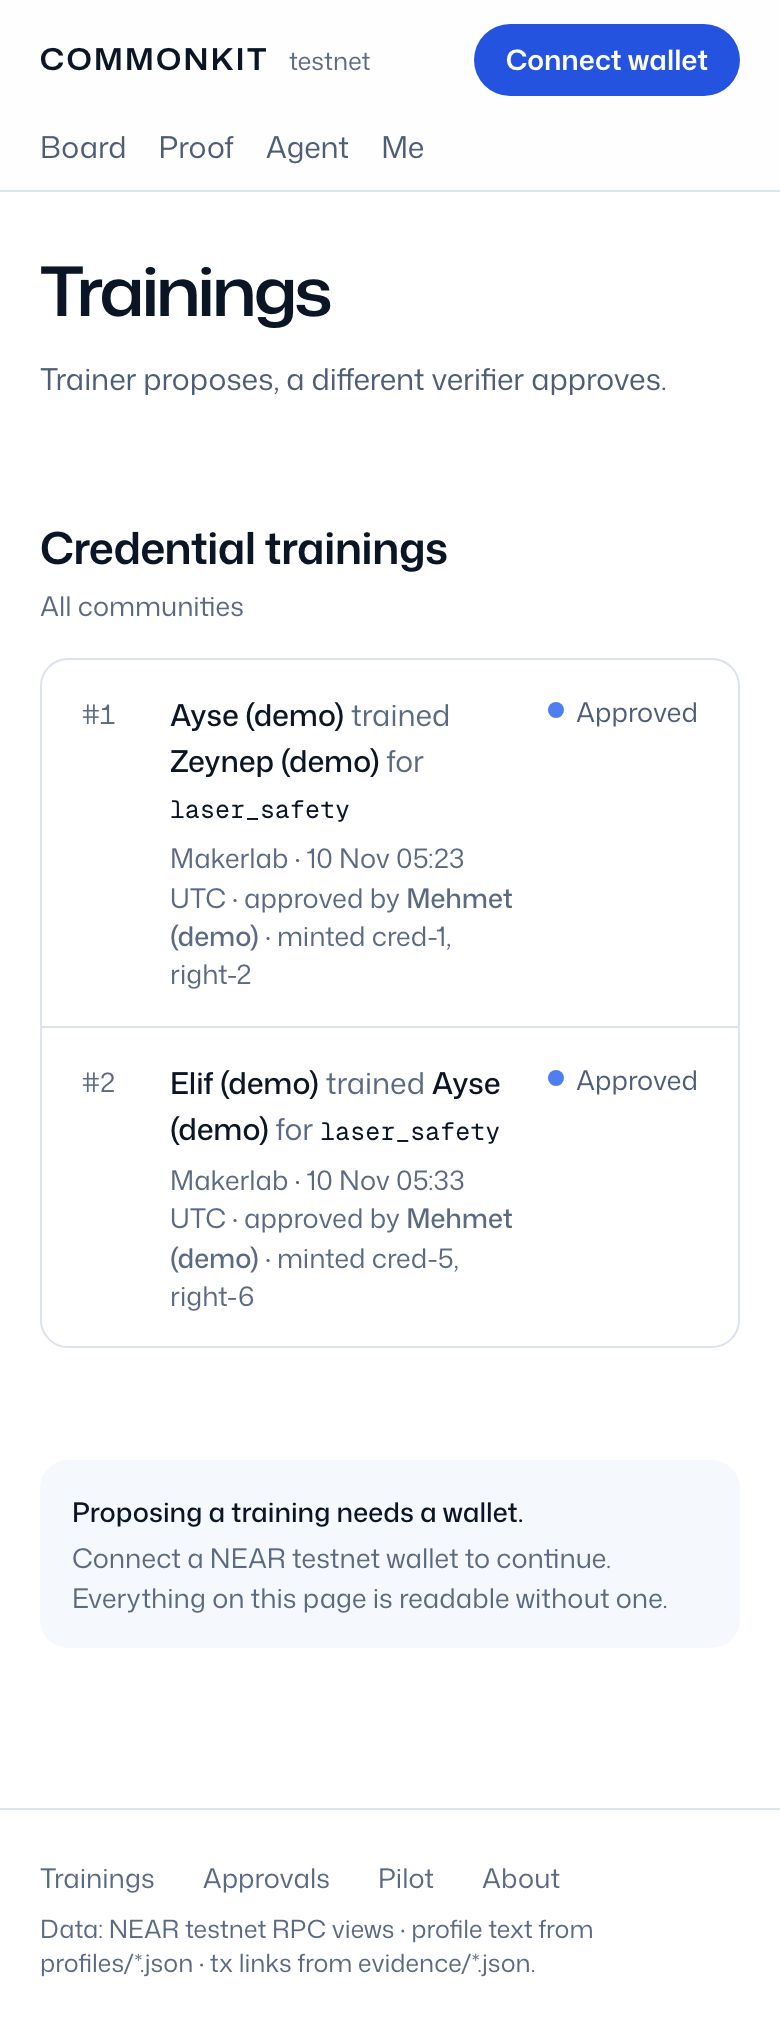 COMMONKIT testnet Connect wallet
Board Proof Agent Me
Trainings
Trainer proposes, a different verifier approves.
Credential trainings
All communities
#1 Ayse (demo) trained Approved
Zeynep (demo) for
laser_safety
Makerlab · 10 Nov 05:23
UTC · approved by Mehmet
(demo) · minted cred-1,
right-2
#2 Elif (demo) trained Ayse Approved
(demo) for laser_safety
Makerlab · 10 Nov 05:33
UTC · approved by Mehmet
(demo) · minted cred-5,
right-6
Proposing a training needs a wallet.
Connect a NEAR testnet wallet to continue.
Everything on this page is readable without one.
Trainings Approvals Pilot About
Data: NEAR testnet RPC views · profile text from
profiles/*.json · tx links from evidence/*.json.